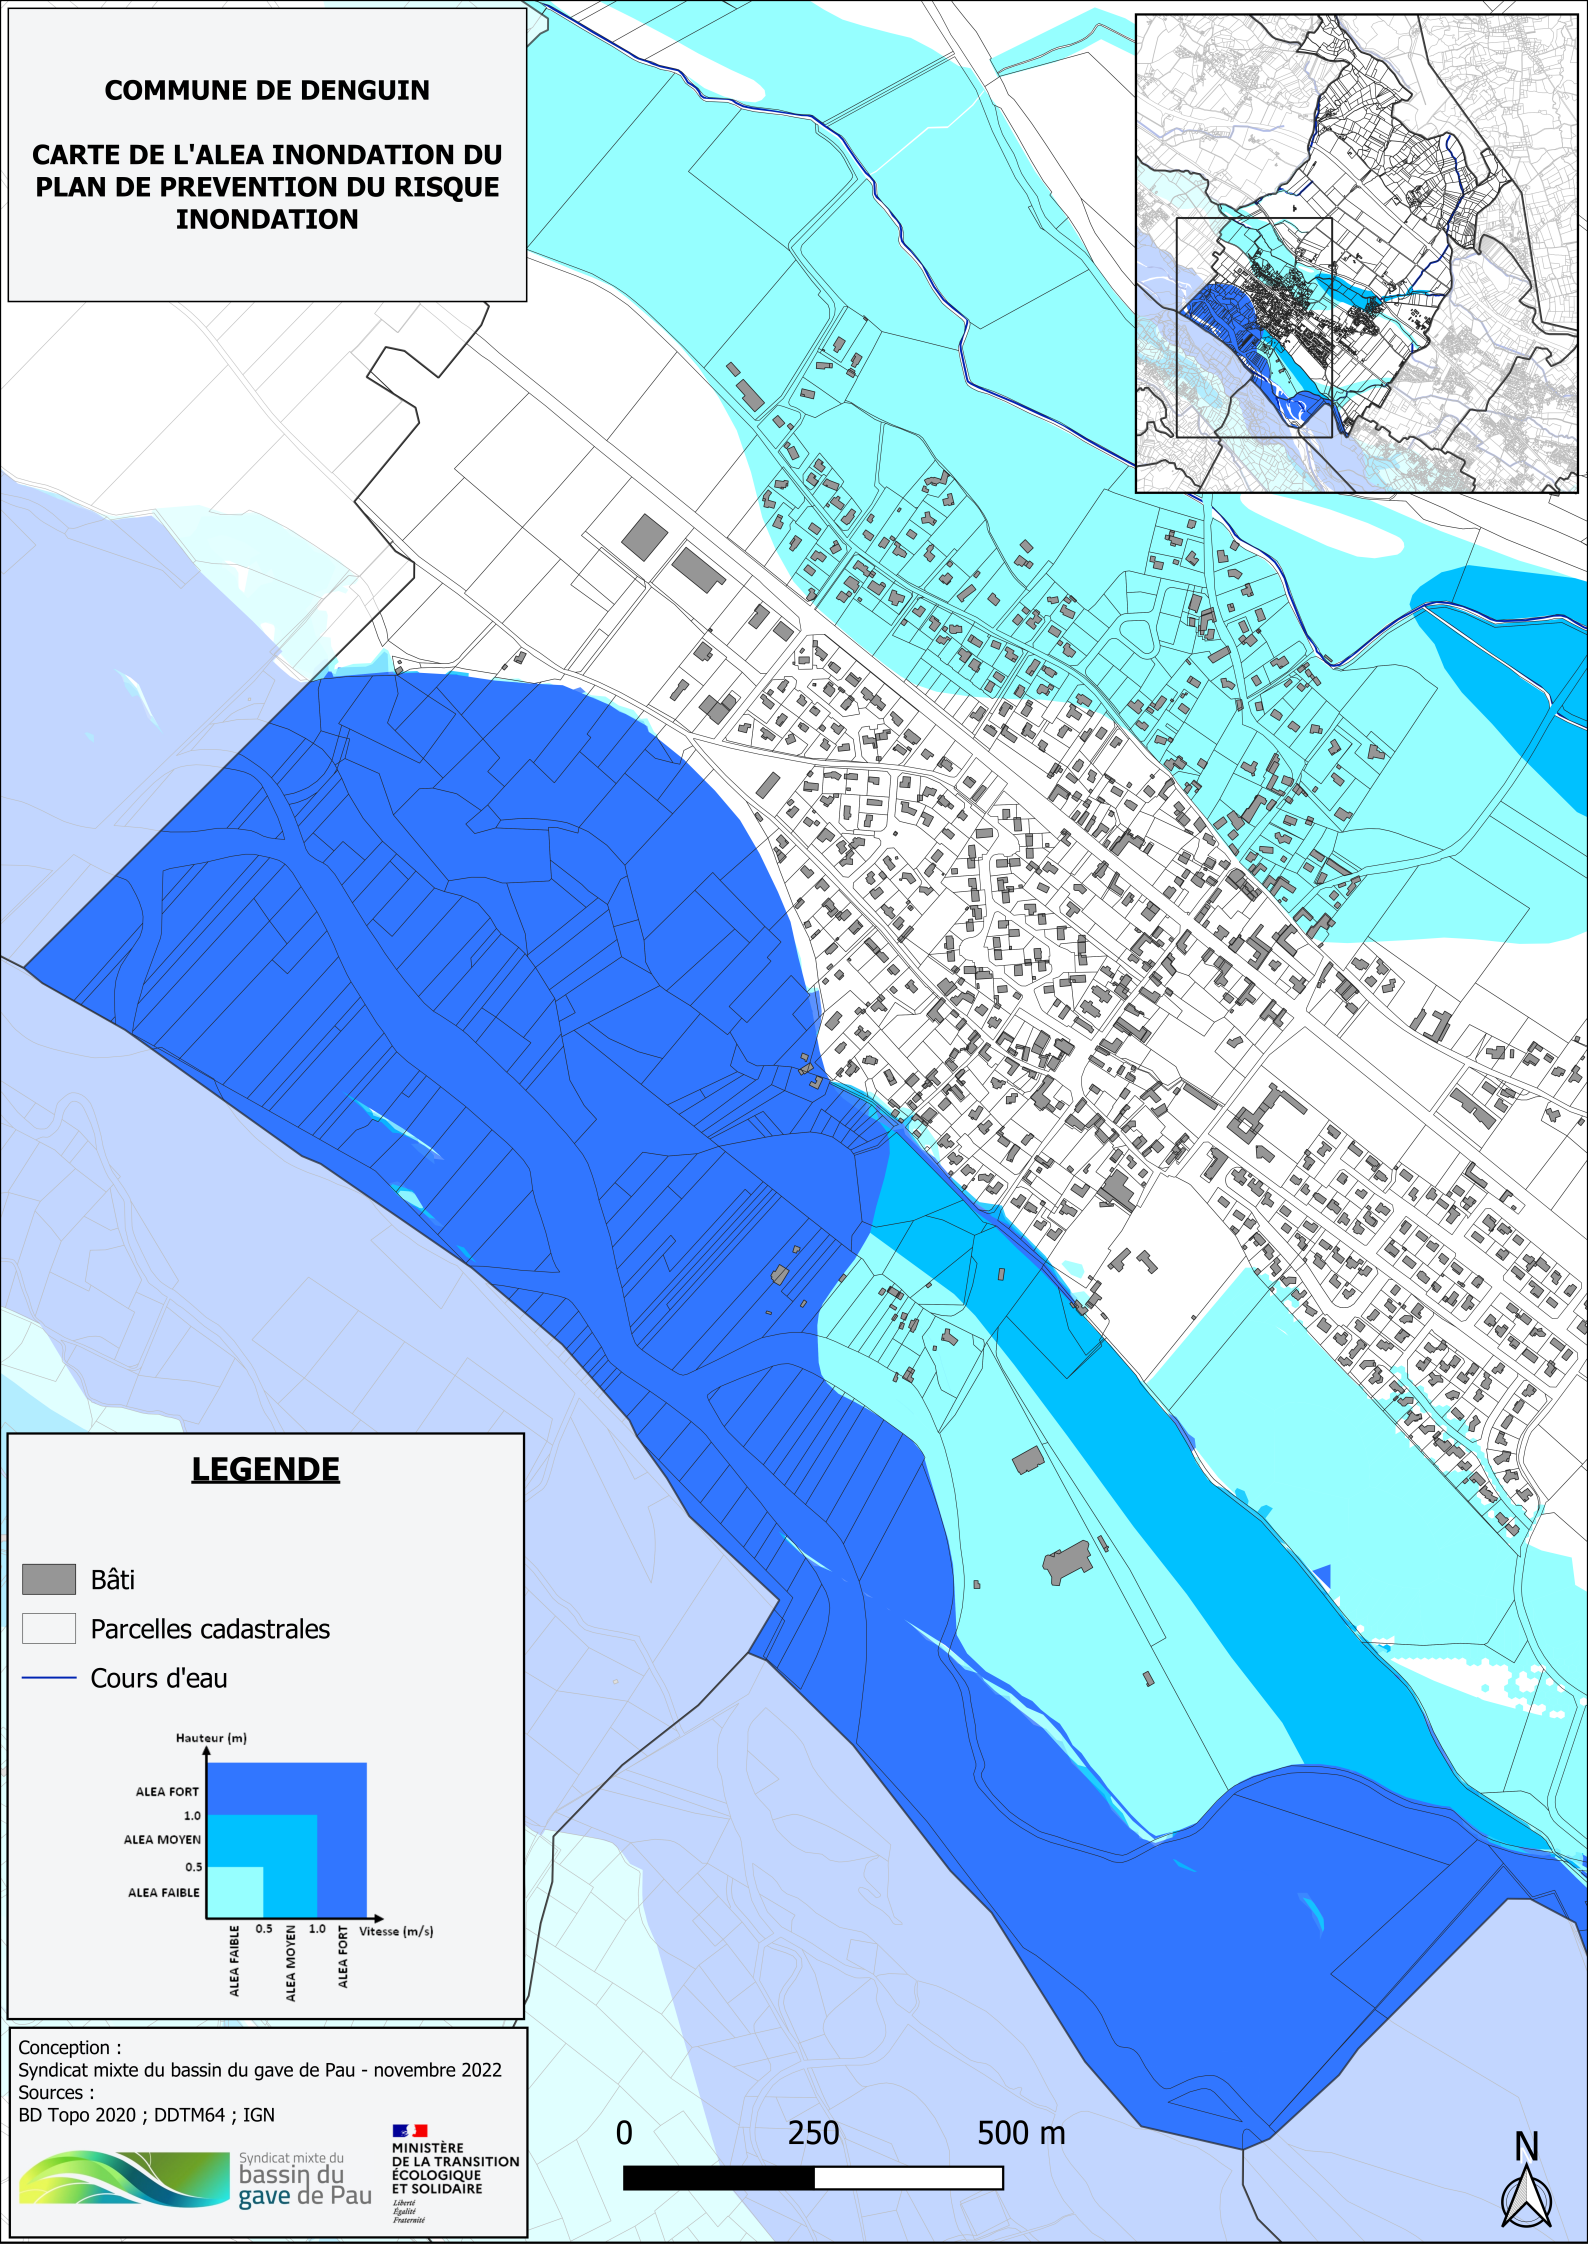 COMMUNE DE DENGUIN
CARTE DE L'ALEA INONDATION DU
PLAN DE PREVENTION DU RISQUE
INONDATION
LEGENDE
Bâti
Parcelles cadastrales
Cours d'eau
Hauteur (m)
ALEA FORT
1.0
ALEA MOYEN
0.5
ALEA FAIBLE
0.5
1.0
Vitesse (m/s)
ALEA FAIBLE
ALEA MOYEN
ALEA FORT
Conception :
Syndicat mixte du bassin du gave de Pau - novembre 2022
Sources :
BD Topo 2020 ; DDTM64 ; IGN
Syndicat mixte du
bassin du
gave de Pau
MINISTÈRE
DE LA TRANSITION
ÉCOLOGIQUE
ET SOLIDAIRE
Liberté
Égalité
Fraternité
0 250 500 m
N